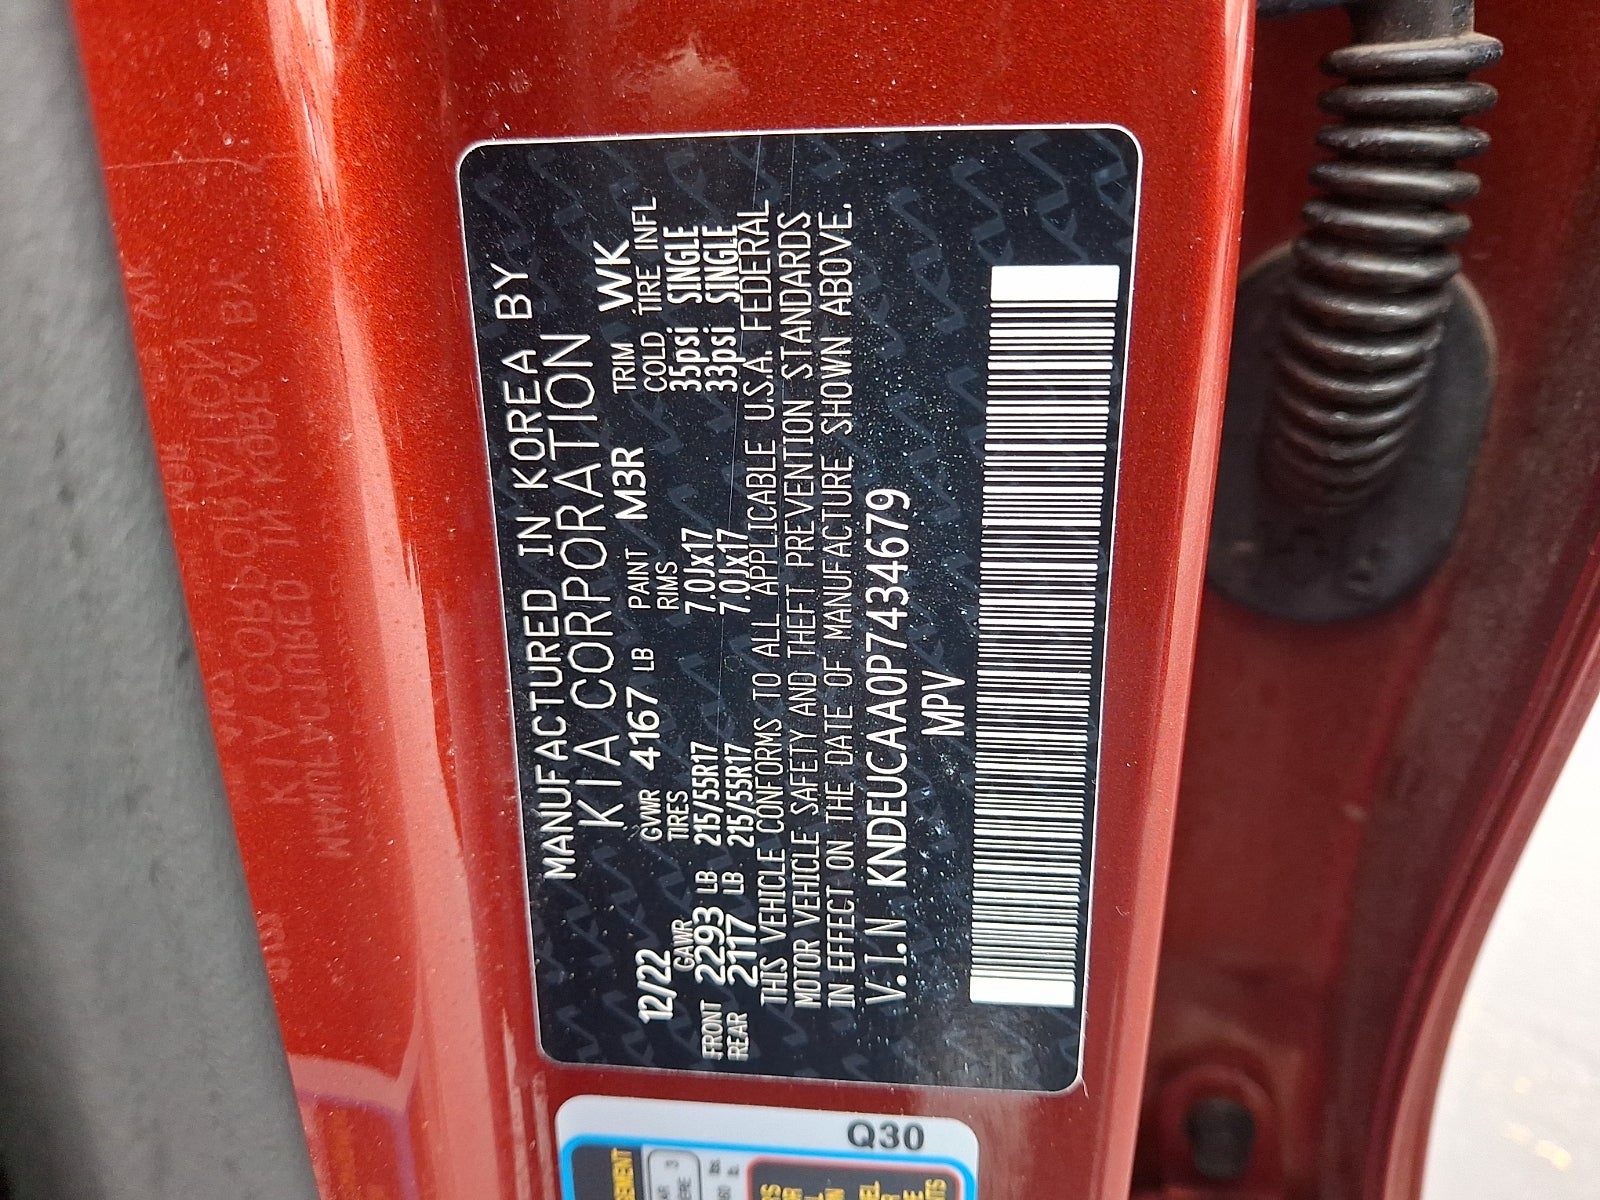 MANUFACTURED IN KOREA BY
KIA CORPORATION
12/22 GVWR 4167 LB PAINT M3R TRIM WK
GAWR TIRES RIMS COLD TIRE INFL
FRONT 2293 LB 215/55R17 7.0Jx17 35psi SINGLE
REAR 2117 LB 215/55R17 7.0Jx17 33psi SINGLE
THIS VEHICLE CONFORMS TO ALL APPLICABLE U.S.A. FEDERAL
MOTOR VEHICLE SAFETY AND THEFT PREVENTION STANDARDS
IN EFFECT ON THE DATE OF MANUFACTURE SHOWN ABOVE.
V.I.N KNDEUCAA0P7434679
MPV
Q30